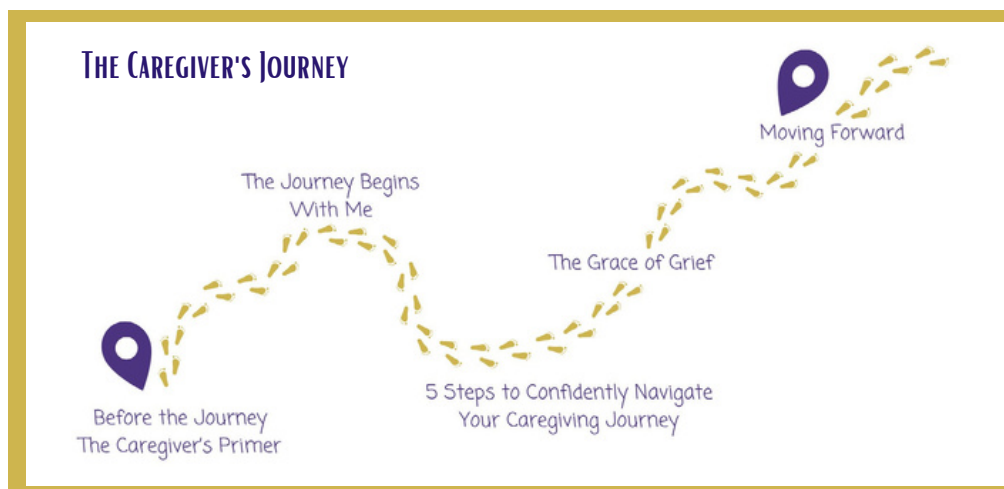 The Caregiver's Journey
Before the Journey
The Caregiver's Primer
The Journey Begins
With Me
5 Steps to Confidently Navigate
Your Caregiving Journey
The Grace of Grief
Moving Forward